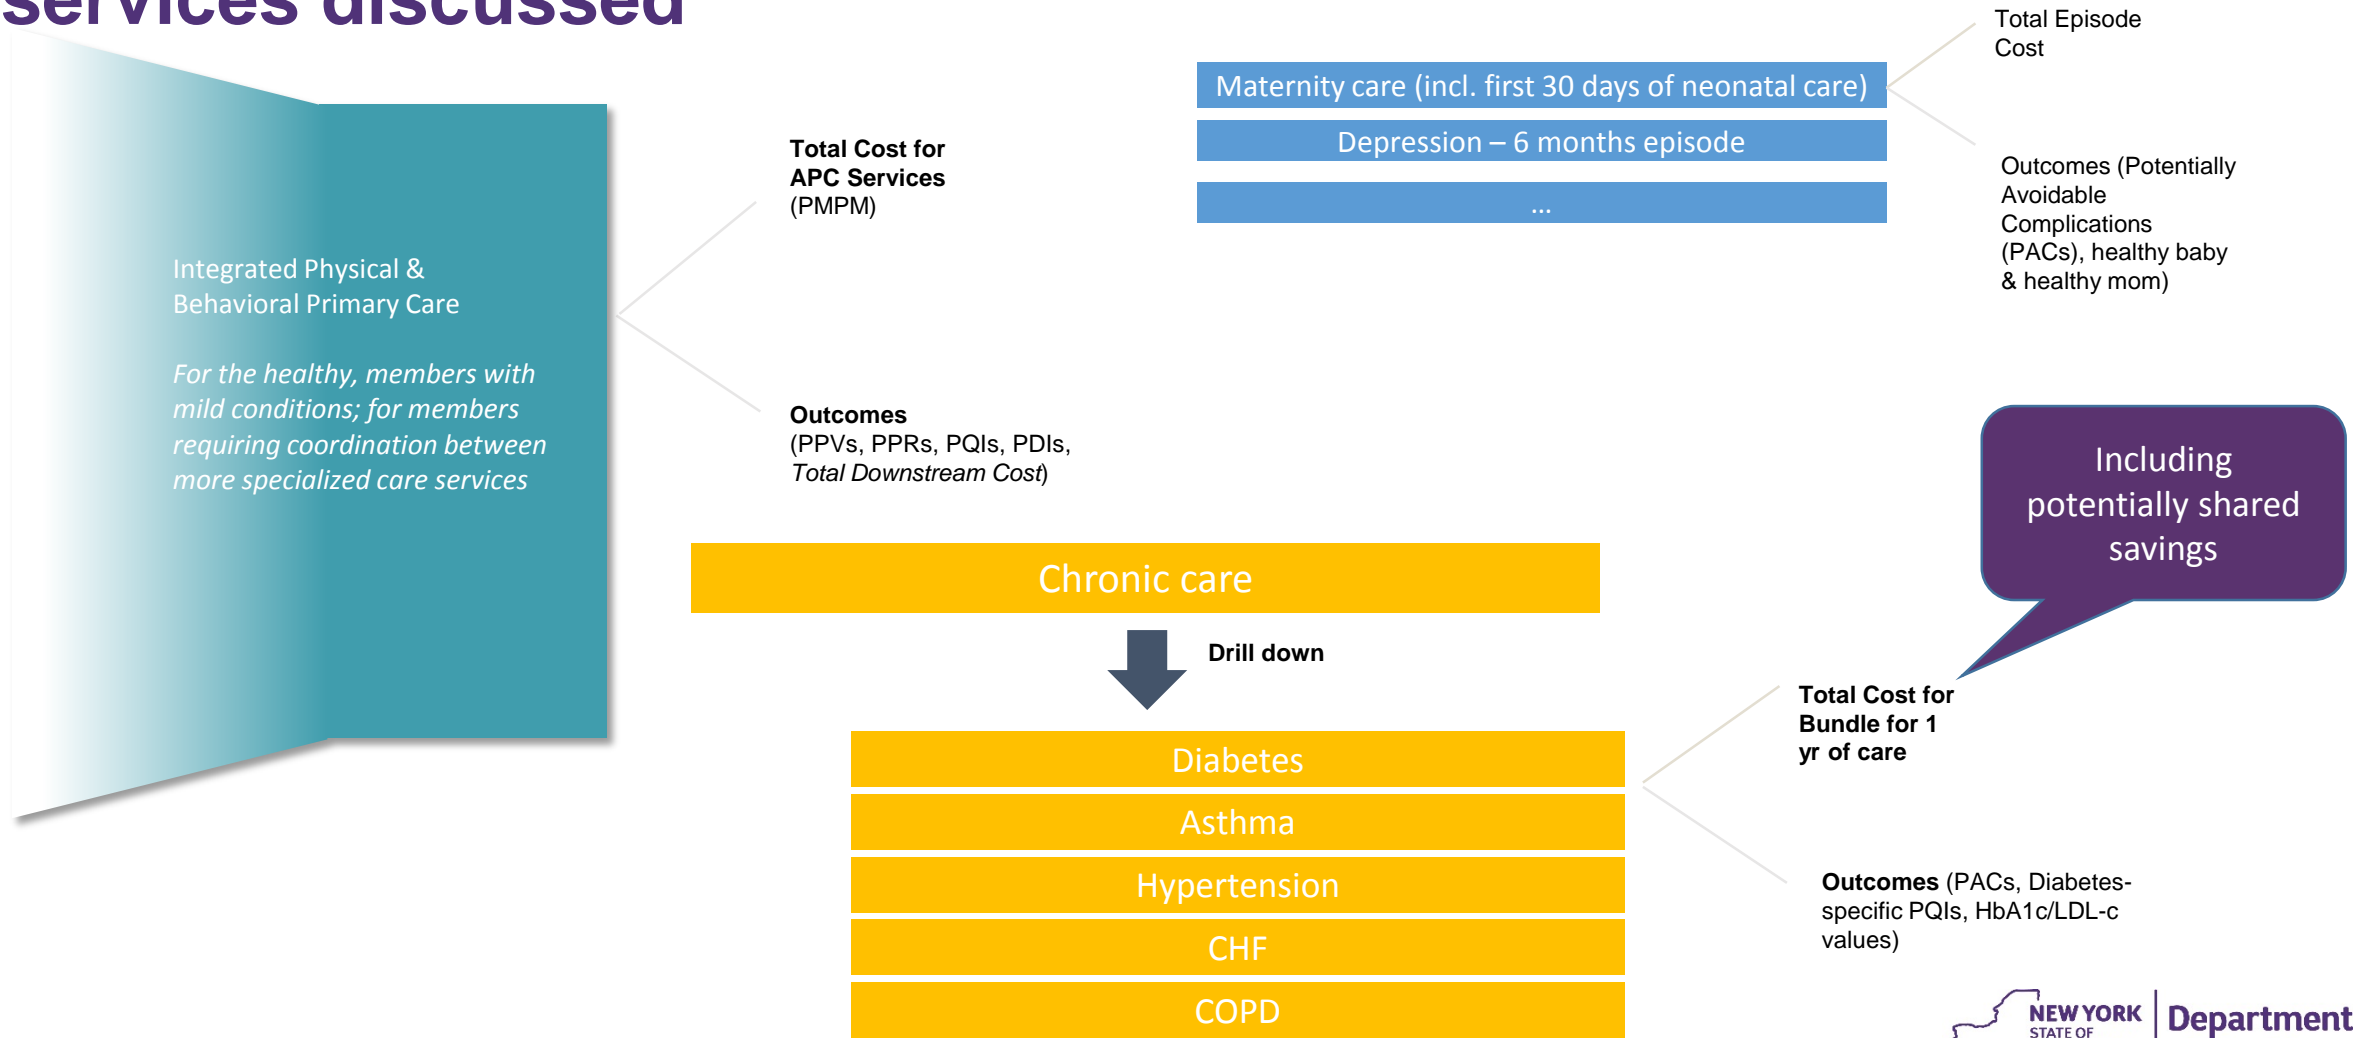 services discussed
Integrated Physical &
Behavioral Primary Care
For the healthy, members with
mild conditions; for members
requiring coordination between
more specialized care services
Total Cost for
APC Services
(PMPM)
Outcomes
(PPVs, PPRs, PQIs, PDIs,
Total Downstream Cost)
Maternity care (incl. first 30 days of neonatal care)
Depression – 6 months episode
...
Total Episode
Cost
Outcomes (Potentially
Avoidable
Complications
(PACs), healthy baby
& healthy mom)
Chronic care
Drill down
Diabetes
Asthma
Hypertension
CHF
COPD
Including
potentially shared
savings
Total Cost for
Bundle for 1
yr of care
Outcomes (PACs, Diabetes-
specific PQIs, HbA1c/LDL-c
values)
NEW YORK
STATE OF
Department